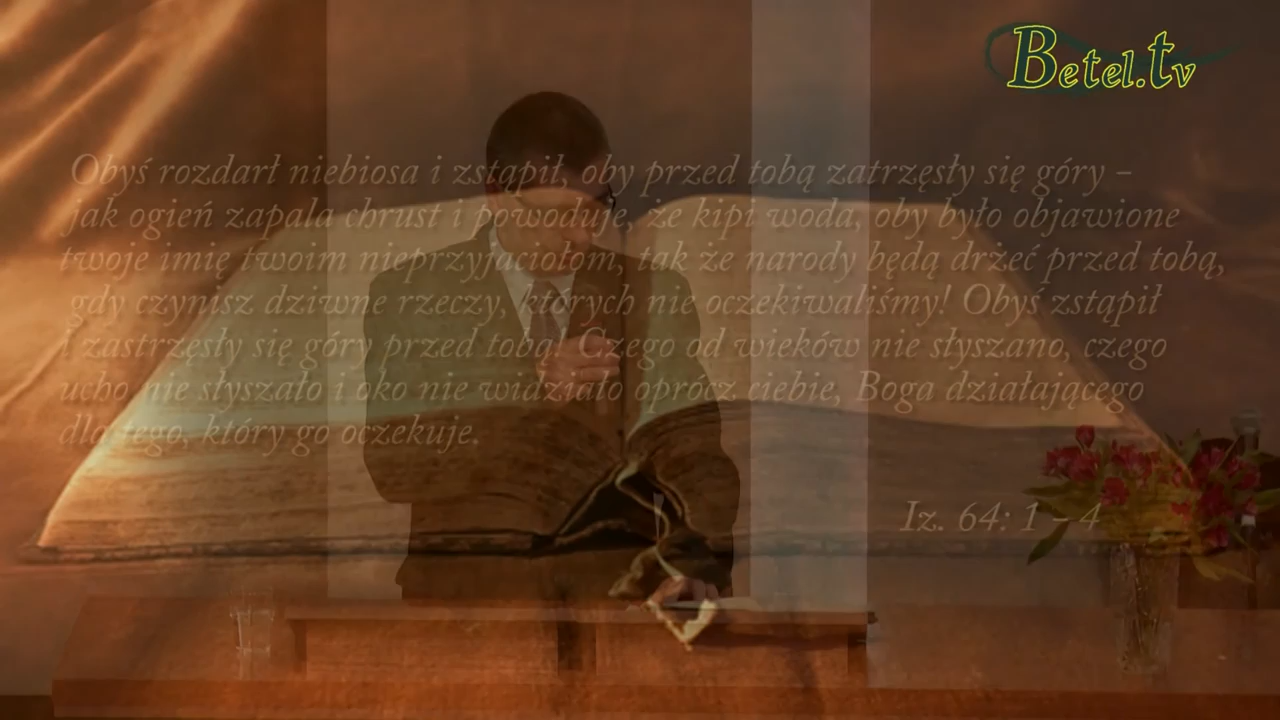 Betel.tv
Obyś rozdarł niebiosa i zstąpił, oby przed tobą zatrzęsły się góry –
jak ogień zapala chrust i powoduje, że kipi woda, oby było objawione
twoje imię twoim nieprzyjaciołom, tak że narody będą drżeć przed tobą,
gdy czynisz dziwne rzeczy, których nie oczekiwaliśmy! Obyś zstąpił
i zastrzęsły się góry przed tobą. Czego od wieków nie słyszano, czego
ucho nie słyszało i oko nie widziało oprócz ciebie, Boga działającego
dla tego, który go oczekuje.
Iz. 64: 1 – 4